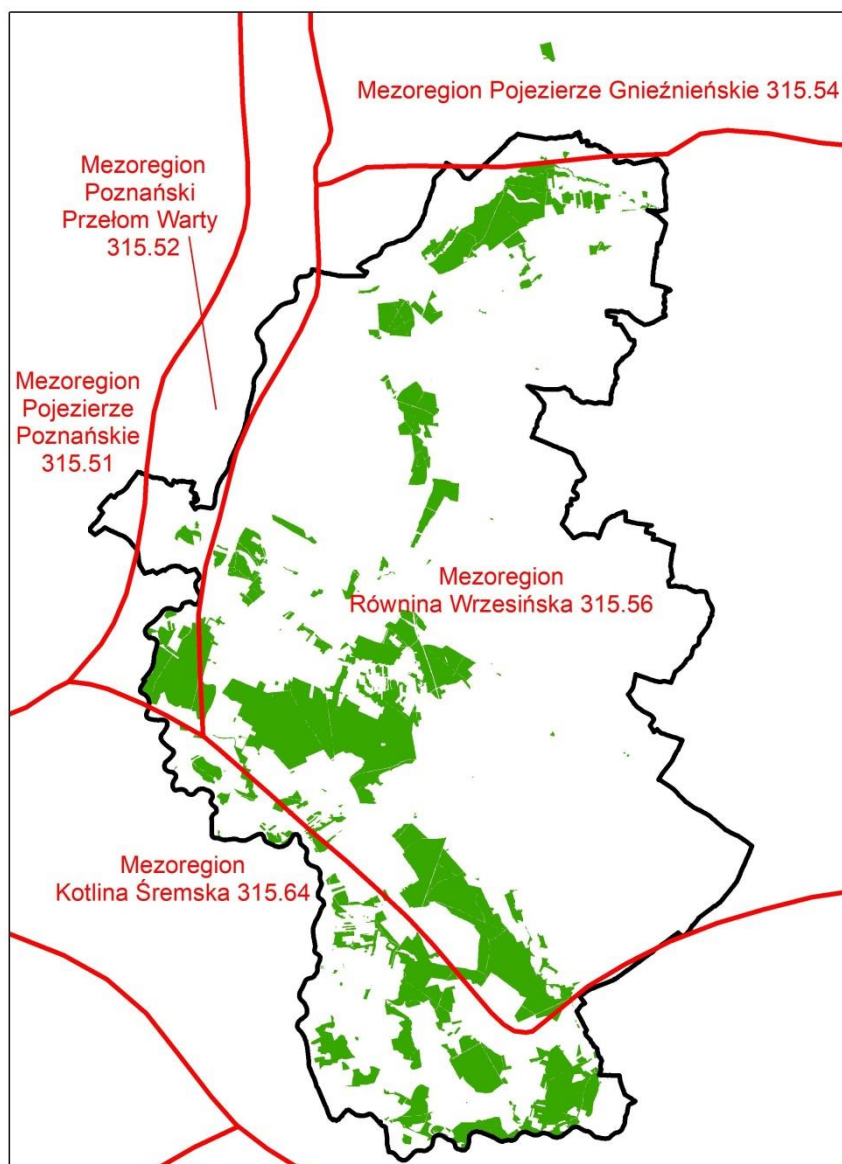 Mezoregion Pojezierze Gnieźnieńskie 315.54
Mezoregion
Poznański
Przełom Warty
315.52
Mezoregion
Pojezierze
Poznańskie
315.51
Mezoregion
Równina Wrzesińska 315.56
Mezoregion
Kotlina Śremska 315.64